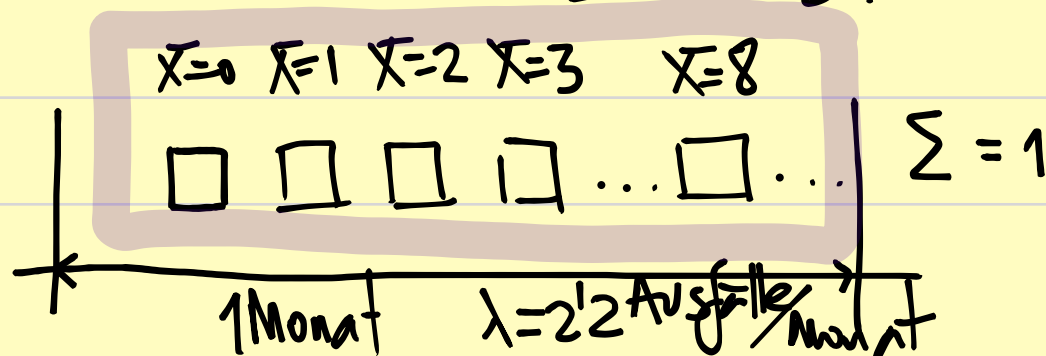 X=0 X=1 X=2 X=3 X=8
... ... Σ = 1
1 Monat λ=2'2 Ausfälle/Monat